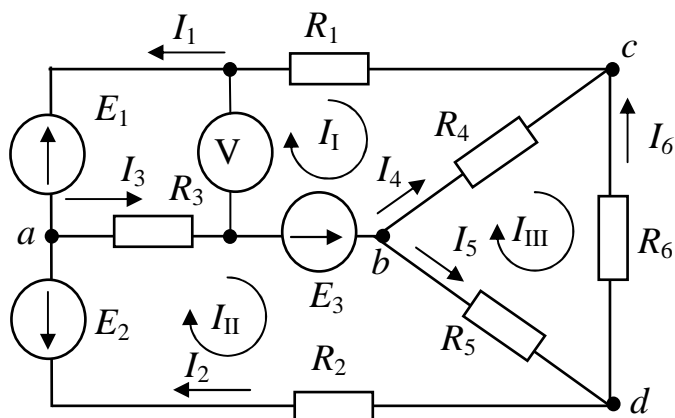 I1 R1 c
E1 V II R4 I6
I3 R3 I4
a b I5 IIII R6
E2 III E3 R5
I2 R2 d